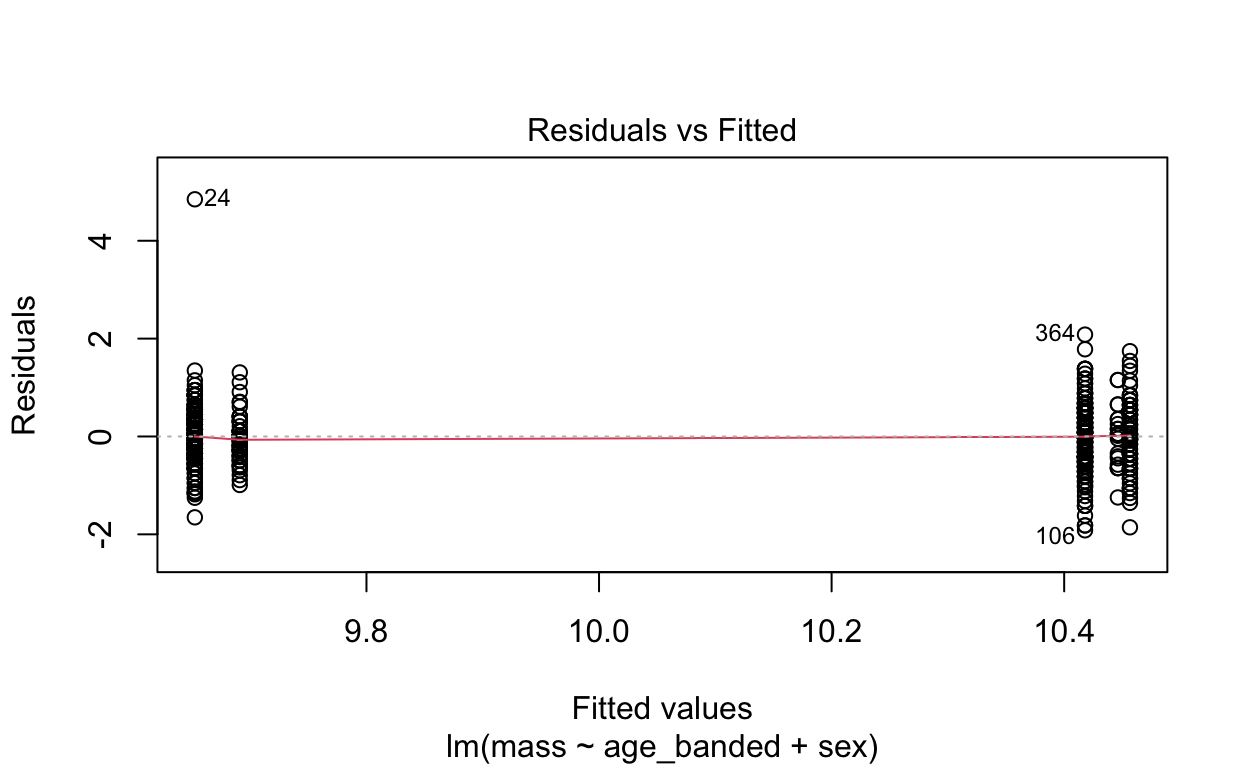 Residuals vs Fitted
24
364
106
Residuals
4
2
0
-2
9.8 10.0 10.2 10.4
Fitted values
lm(mass ~ age_banded + sex)